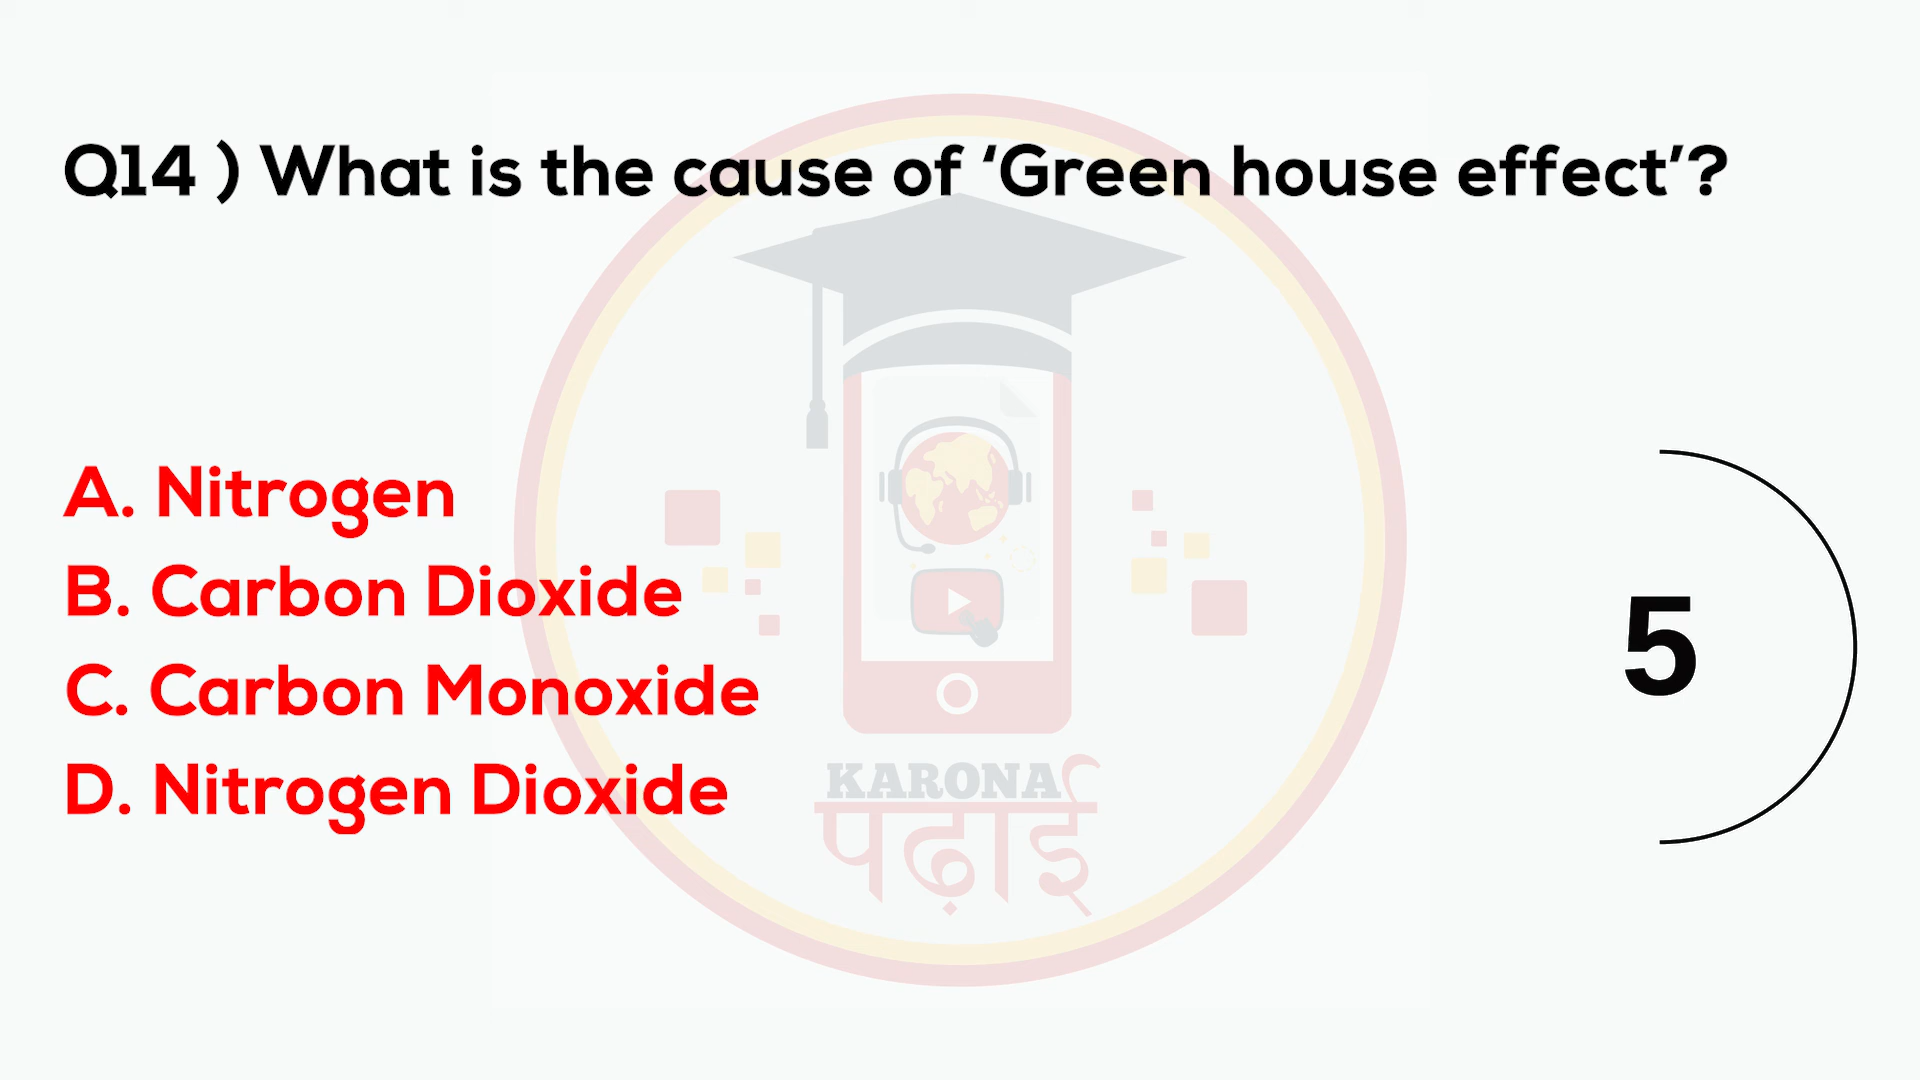 Q14 ) What is the cause of ‘Green house effect’?
A. Nitrogen
B. Carbon Dioxide
C. Carbon Monoxide
D. Nitrogen Dioxide
5
KARONA
पढ़ाई